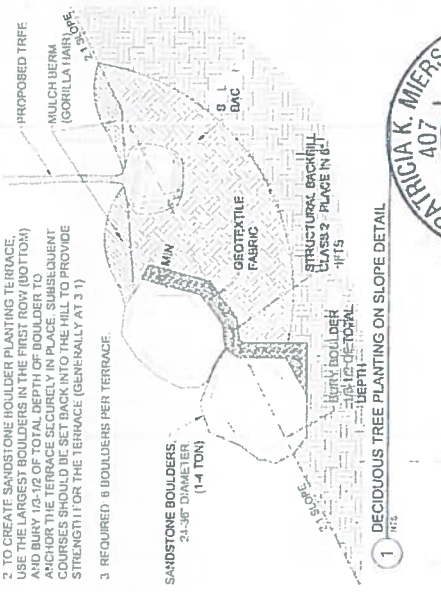 2 TO CREATE SANDSTONE BOULDER PLANTING TERRACE,
USE THE LARGEST BOULDERS IN THE FIRST ROW (BOTTOM)
AND BURY 1/3-1/2 OF TOTAL DEPTH OF BOULDER TO
ANCHOR THE TERRACE SECURELY IN PLACE. SUBSEQUENT
COURSES SHOULD BE SET BACK INTO THE HILL TO PROVIDE
STRENGTH FOR THE TERRACE (GENERALLY AT 3 1)
3 REQUIRED 8 BOULDERS PER TERRACE.
PROPOSED TREE
MULCH BERM
(GORILLA HAIR)
2:1 SLOPE
SANDSTONE BOULDERS,
24-36" DIAMETER
(1-4 TON)
MIN
GEOTEXTILE
FABRIC
STRUCTURAL BACKFILL
CLASS 2 - PLACE IN
BURY BOULDER
1/3-1/2 OF TOTAL
DEPTH
2:1 SLOPE
1 DECIDUOUS TREE PLANTING ON SLOPE DETAIL
NTS
PATRICIA K. MIERS
407